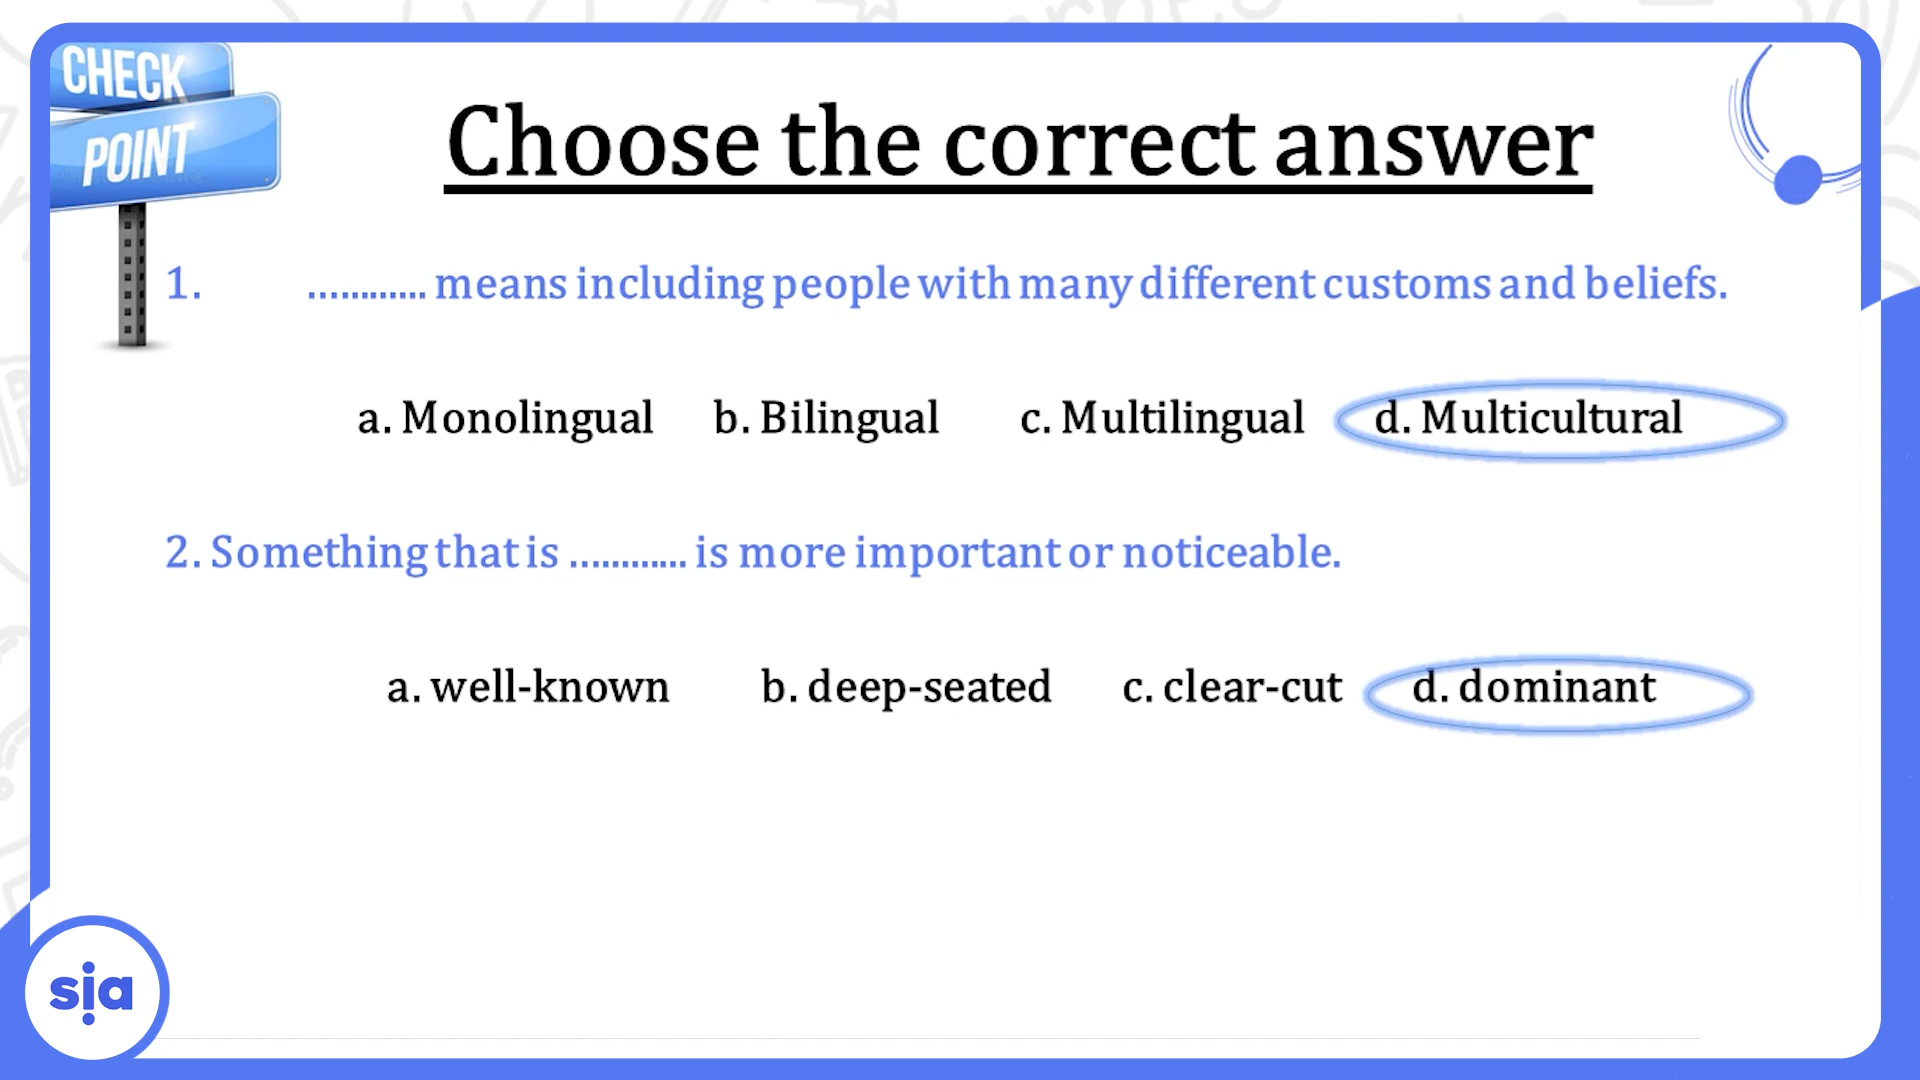 CHECK
POINT
Choose the correct answer
1. ............ means including people with many different customs and beliefs.
a. Monolingual b. Bilingual c. Multilingual d. Multicultural
2. Something that is ............ is more important or noticeable.
a. well-known b. deep-seated c. clear-cut d. dominant
sia